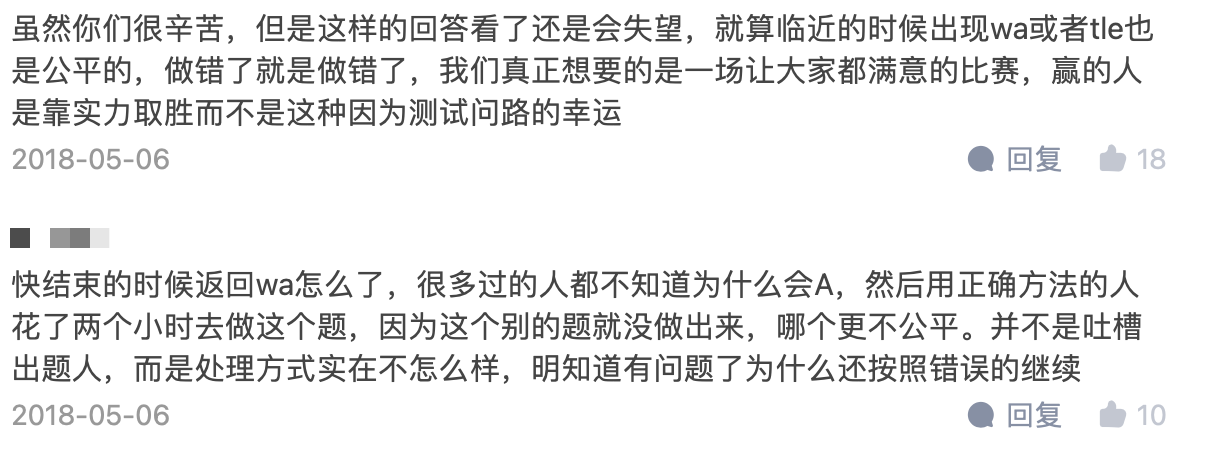 虽然你们很辛苦，但是这样的回答看了还是会失望，就算临近的时候出现wa或者tle也
是公平的，做错了就是做错了，我们真正想要的是一场让大家都满意的比赛，赢的人
是靠实力取胜而不是这种因为测试问路的幸运
2018-05-06 回复 18
快结束的时候返回wa怎么了，很多过的人都不知道为什么会A，然后用正确方法的人
花了两个小时去做这个题，因为这个别的题就没做出来，哪个更不公平。并不是吐槽
出题人，而是处理方式实在不怎么样，明知道有问题了为什么还按照错误的继续
2018-05-06 回复 10